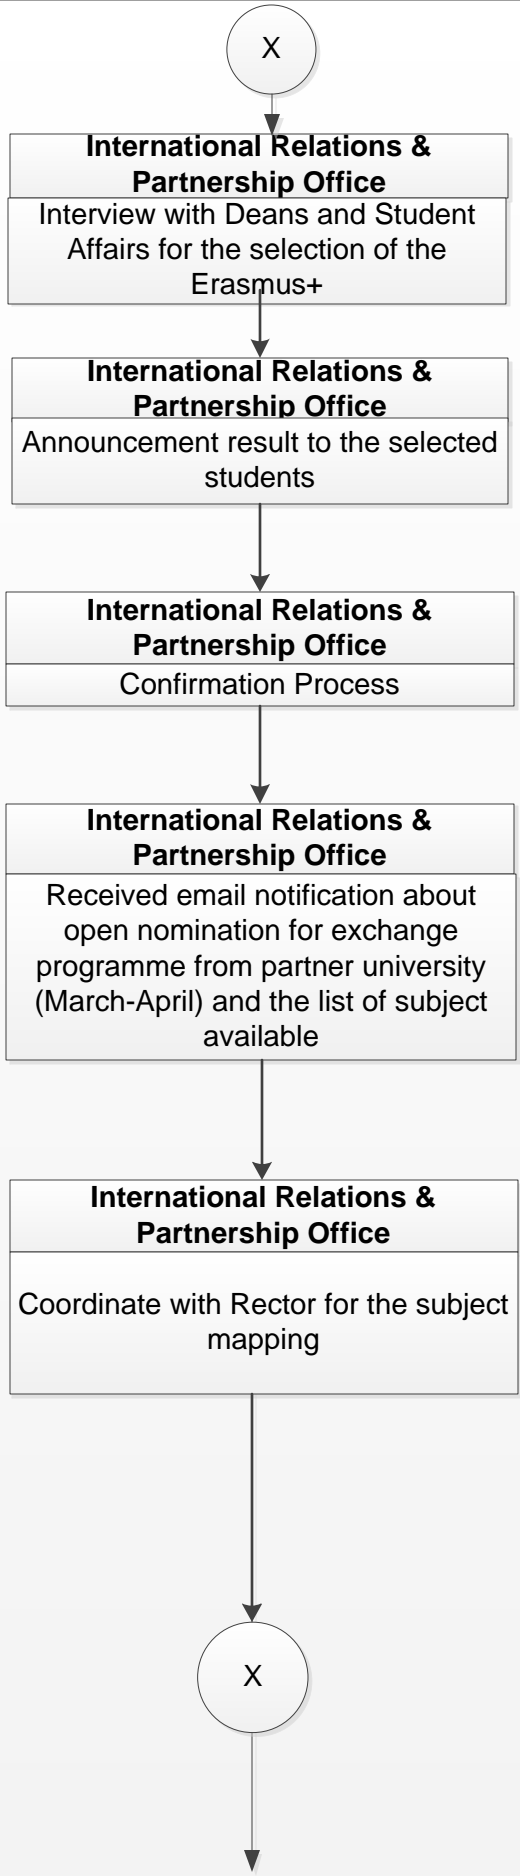 X
International Relations &
Partnership Office
Interview with Deans and Student
Affairs for the selection of the
Erasmus+
International Relations &
Partnership Office
Announcement result to the selected
students
International Relations &
Partnership Office
Confirmation Process
International Relations &
Partnership Office
Received email notification about
open nomination for exchange
programme from partner university
(March-April) and the list of subject
available
International Relations &
Partnership Office
Coordinate with Rector for the subject
mapping
X